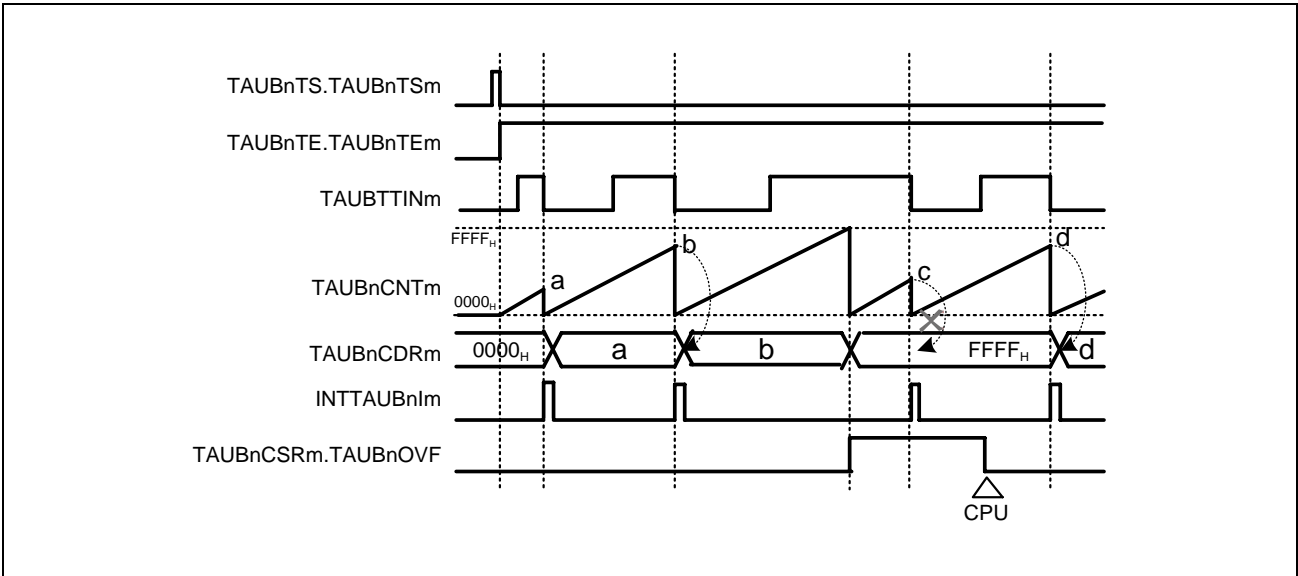 TAUBnTS.TAUBnTSm
TAUBnTE.TAUBnTEm
TAUBTTINm
FFFFH
b
d
a
c
TAUBnCNTm
0000H
TAUBnCDRm
0000H
a
b
FFFFH
d
INTTAUBnIm
TAUBnCSRm.TAUBnOVF
CPU